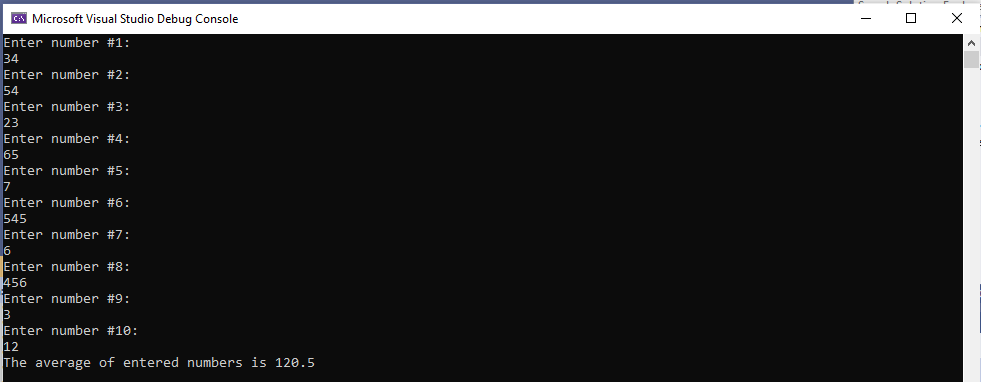 Microsoft Visual Studio Debug Console
Enter number #1:
34
Enter number #2:
54
Enter number #3:
23
Enter number #4:
65
Enter number #5:
7
Enter number #6:
545
Enter number #7:
6
Enter number #8:
456
Enter number #9:
3
Enter number #10:
12
The average of entered numbers is 120.5